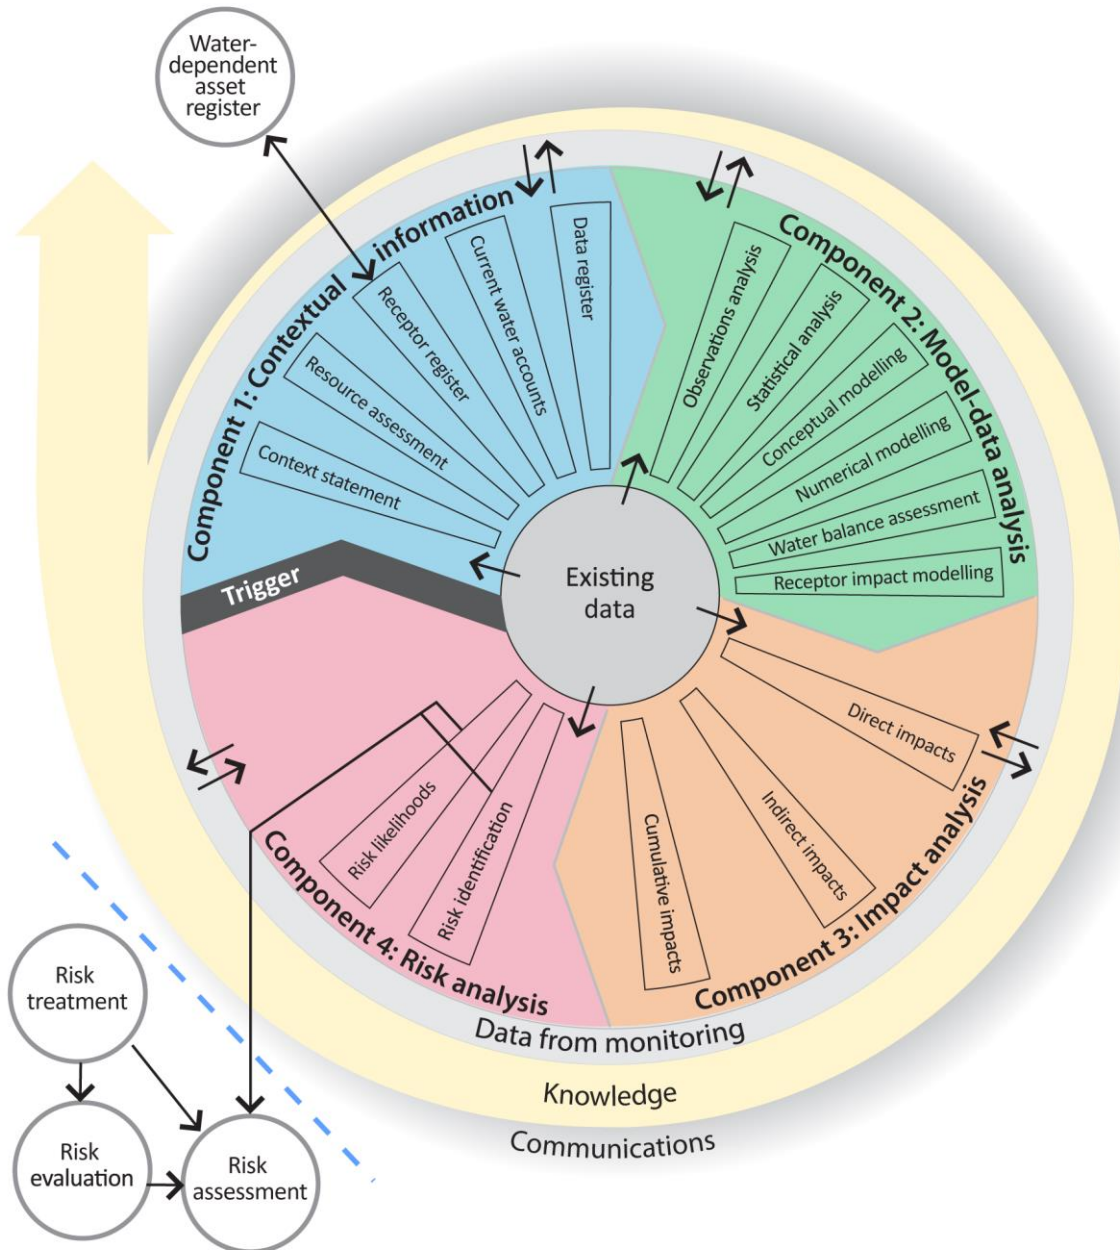 Water-
dependent
asset
register
Component 1: Contextual information
Context statement
Resource assessment
Receptor register
Current water accounts
Data register
Component 2: Model-data analysis
Observations analysis
Statistical analysis
Conceptual modelling
Numerical modelling
Water balance assessment
Receptor impact modelling
Trigger
Existing
data
Component 3: Impact analysis
Direct impacts
Indirect impacts
Cumulative impacts
Component 4: Risk analysis
Risk identification
Risk likelihoods
Data from monitoring
Knowledge
Communications
Risk
treatment
Risk
evaluation
Risk
assessment